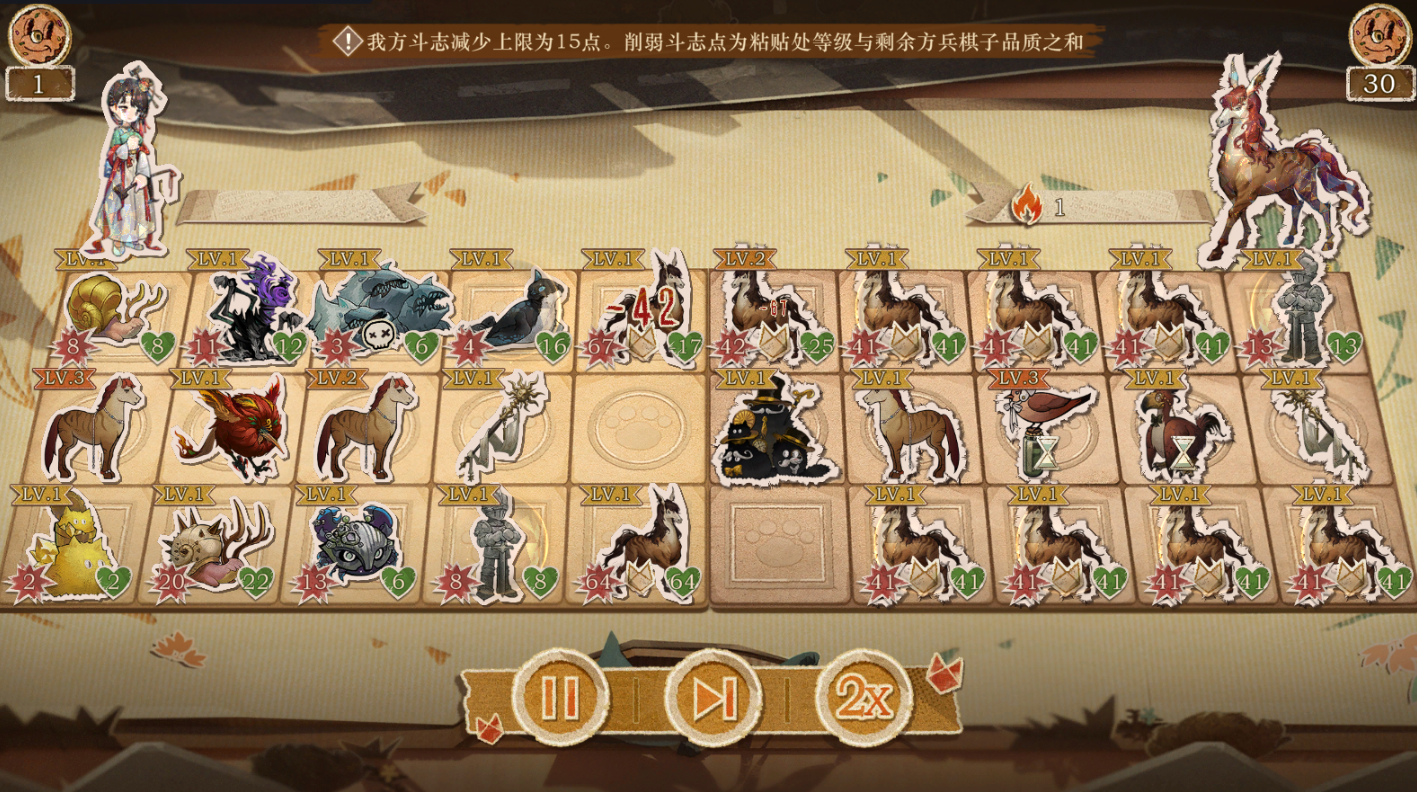 我方斗志减少上限为15点。削弱斗志点为粘贴处等级与剩余方兵棋子品质之和
1
30
1
LV.1 LV.1 LV.1 LV.1 LV.1 LV.2 LV.1 LV.1 LV.1 LV.1
-42 -67
8 8 11 12 3 6 4 16 67 17 42 25 41 41 41 41 41 41 13 13
LV.3 LV.1 LV.2 LV.1 LV.1 LV.1 LV.3 LV.1 LV.1
LV.1 LV.1 LV.1 LV.1 LV.1 LV.1 LV.1 LV.1 LV.1
2 2 20 22 13 6 8 8 64 64 41 41 41 41 41 41 41 41
2x